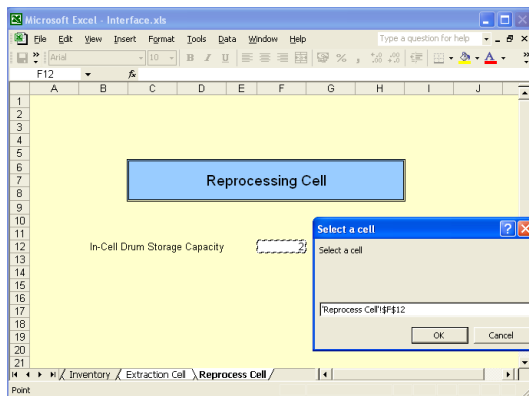 Microsoft Excel - Interface.xls
File Edit View Insert Format Tools Data Window Help Type a question for help
Arial 10 B I U
F12 fx
A B C D E F G H I J
1
2
3
4
5
6
7 Reprocessing Cell
8
9
10
11
12 In-Cell Drum Storage Capacity 2
13
14
15
16
17
18
19
20
21
Select a cell
Select a cell
'Reprocess Cell'!$F$12
OK Cancel
Inventory Extraction Cell Reprocess Cell
Point